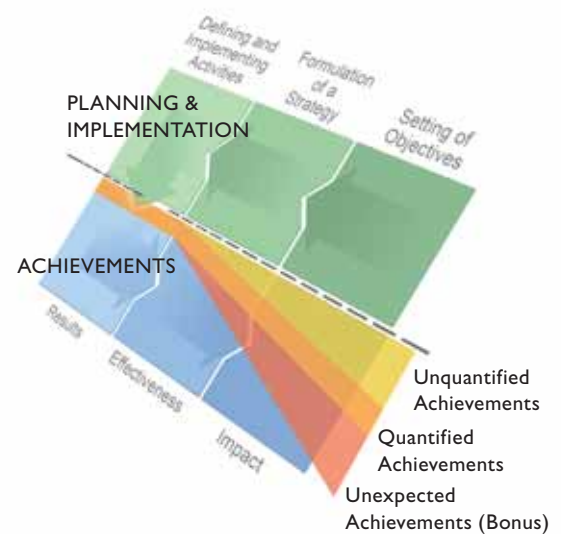 Defining and
Implementing
Activities
Formulation
of a
Strategy
Setting of
Objectives
PLANNING &
IMPLEMENTATION
ACHIEVEMENTS
Results
Effectiveness
Impact
Unquantified
Achievements
Quantified
Achievements
Unexpected
Achievements (Bonus)